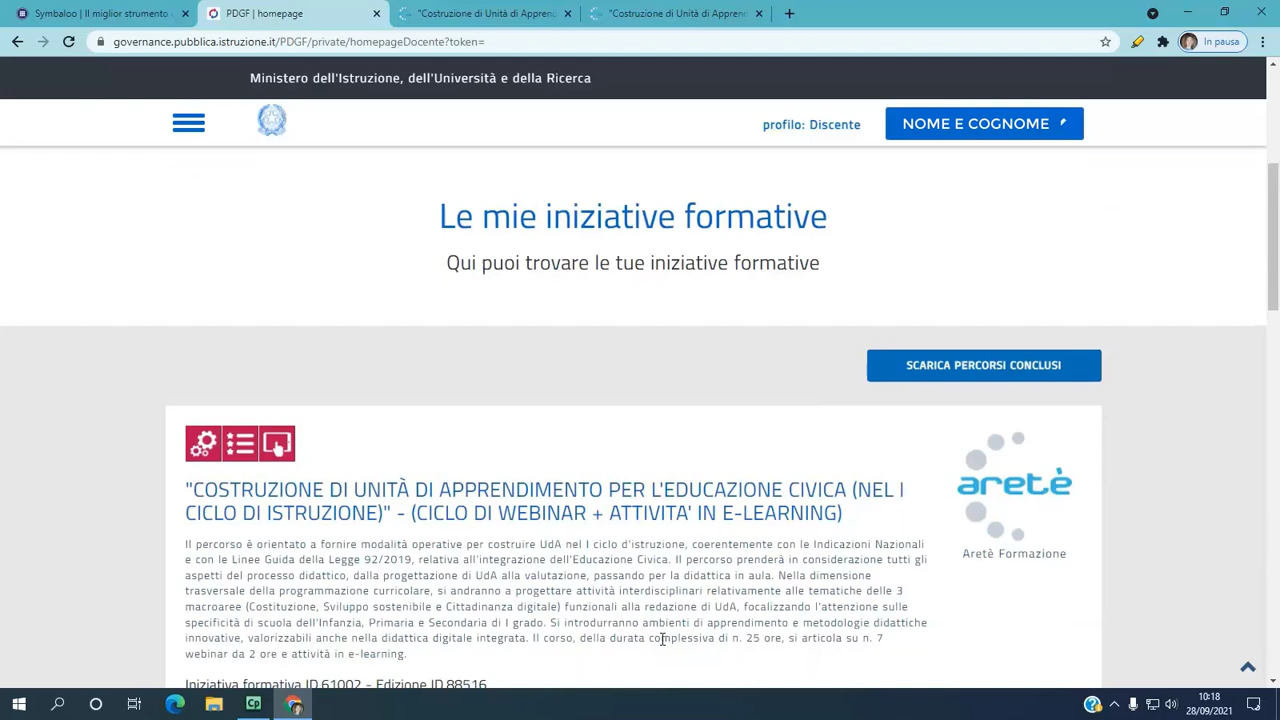 Symbaloo | Il miglior strumento
PDGF | homepage
"Costruzione di Unità di Apprend
"Costruzione di Unità di Apprend
governance.pubblica.istruzione.it/PDGF/private/homepageDocente?token=
In pausa
Ministero dell'Istruzione, dell'Università e della Ricerca
profilo: Discente
NOME E COGNOME
Le mie iniziative formative
Qui puoi trovare le tue iniziative formative
SCARICA PERCORSI CONCLUSI
"COSTRUZIONE DI UNITÀ DI APPRENDIMENTO PER L'EDUCAZIONE CIVICA (NEL I
CICLO DI ISTRUZIONE)" - (CICLO DI WEBINAR + ATTIVITA' IN E-LEARNING)
aretè
Aretè Formazione
Il percorso è orientato a fornire modalità operative per costruire UdA nel I ciclo d'istruzione, coerentemente con le Indicazioni Nazionali
e con le Linee Guida della Legge 92/2019, relativa all'integrazione dell'Educazione Civica. Il percorso prenderà in considerazione tutti gli
aspetti del processo didattico, dalla progettazione di UdA alla valutazione, passando per la didattica in aula. Nella dimensione
trasversale della programmazione curricolare, si andranno a progettare attività interdisciplinari relativamente alle tematiche delle 3
macroaree (Costituzione, Sviluppo sostenibile e Cittadinanza digitale) funzionali alla redazione di UdA, focalizzando l'attenzione sulle
specificità di scuola dell'Infanzia, Primaria e Secondaria di I grado. Si introdurranno ambienti di apprendimento e metodologie didattiche
innovative, valorizzabili anche nella didattica digitale integrata. Il corso, della durata complessiva di n. 25 ore, si articola su n. 7
webinar da 2 ore e attività in e-learning.
Iniziativa formativa ID.61002 - Edizione ID.88516
Cp
10:18
28/09/2021